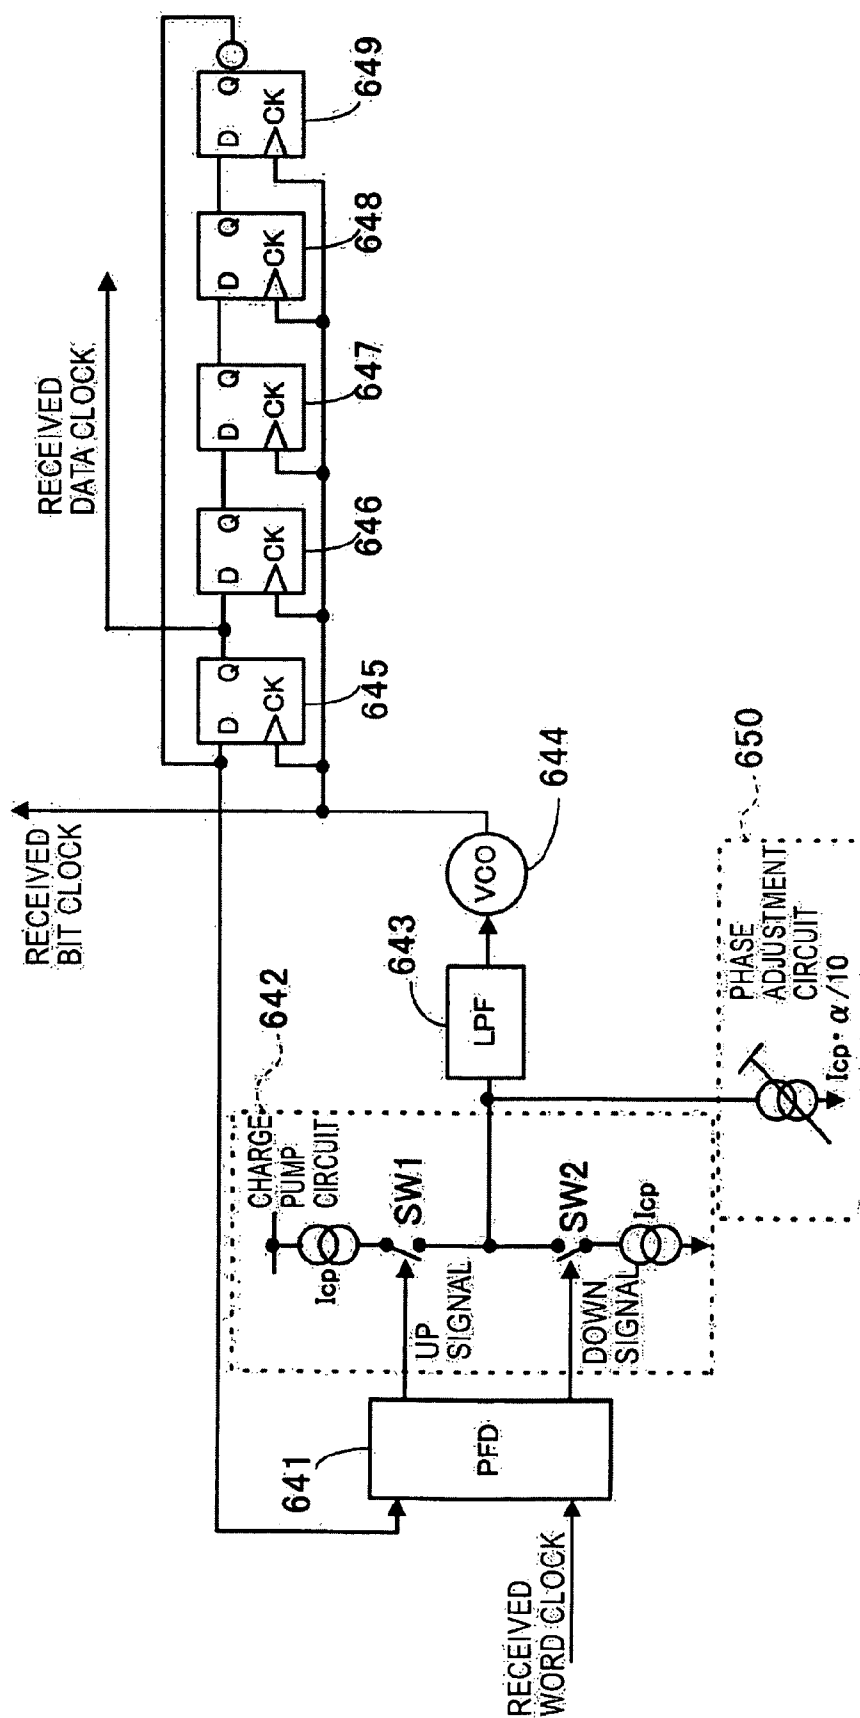 RECEIVED
WORD CLOCK
641
PFD
UP
SIGNAL
DOWN
SIGNAL
CHARGE
PUMP
CIRCUIT
642
Icp
SW1
SW2
Icp
643
LPF
VCO
644
PHASE
ADJUSTMENT
CIRCUIT
Icp・α/10
650
RECEIVED
BIT CLOCK
RECEIVED
DATA CLOCK
D Q
CK
645
D Q
CK
646
D Q
CK
647
D Q
CK
648
D Q
CK
649